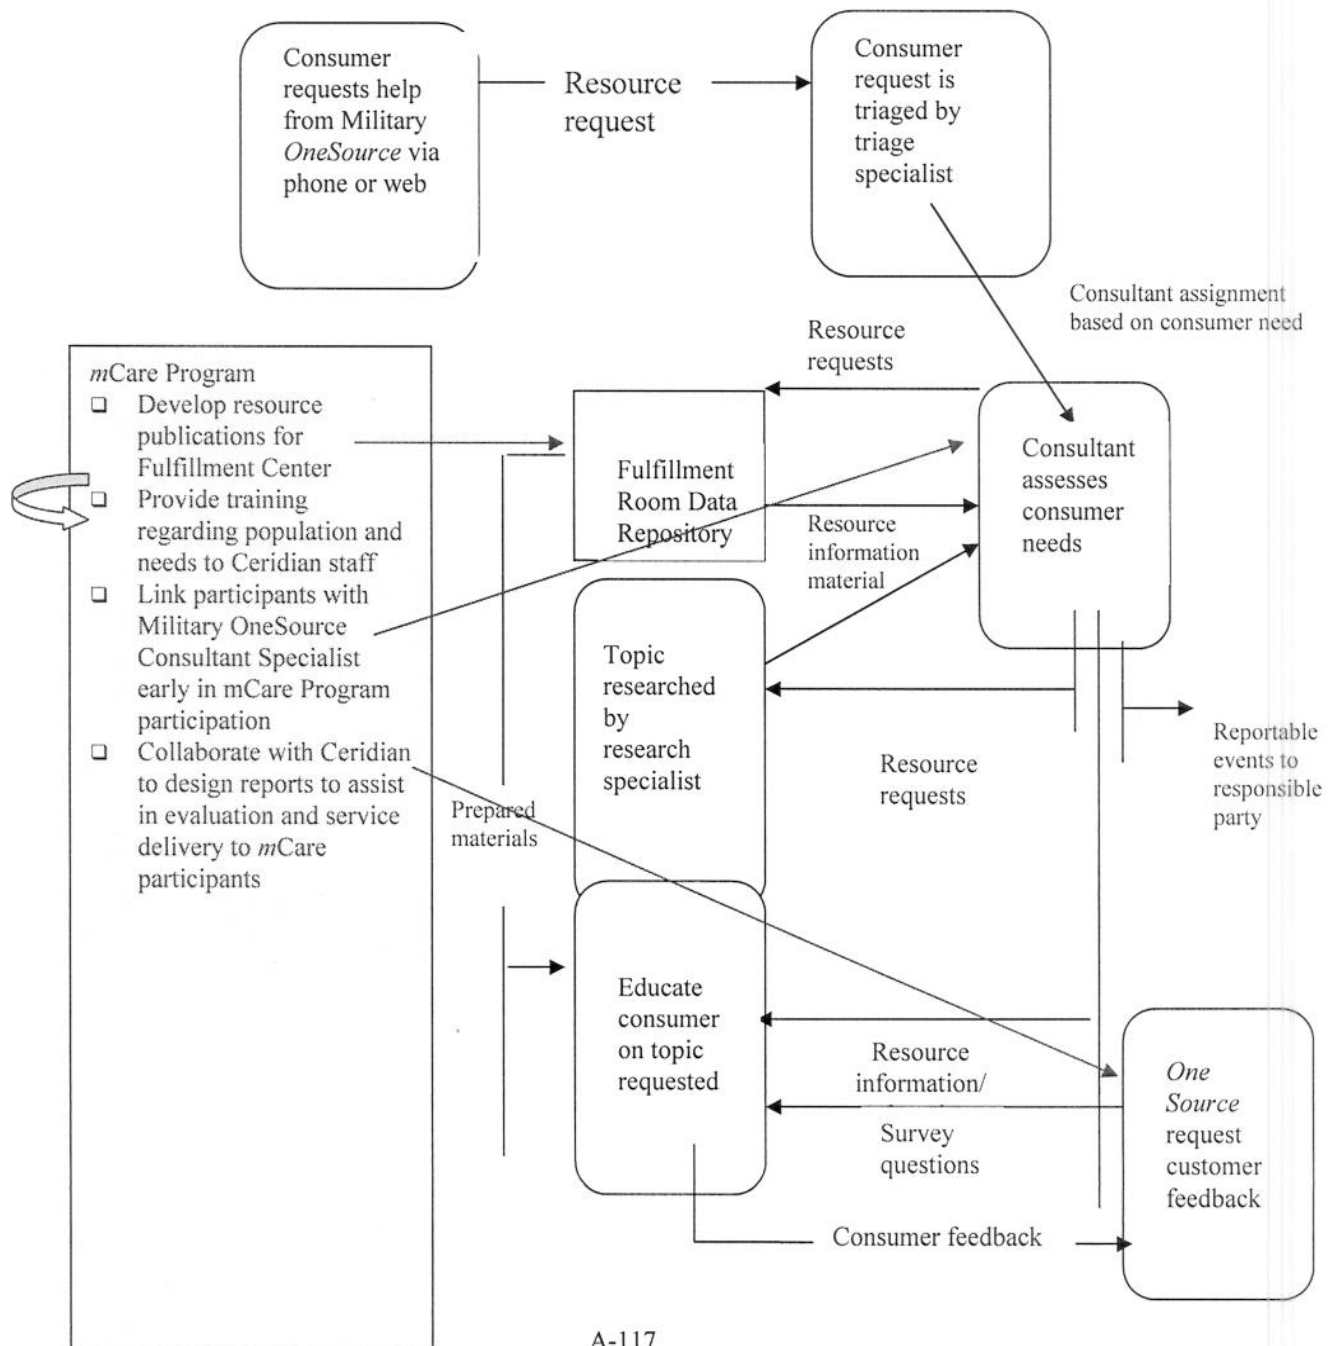 Consumer
requests help
from Military
OneSource via
phone or web
Resource
request
Consumer
request is
triaged by
triage
specialist
Consultant assignment
based on consumer need
Resource
requests
mCare Program
❑ Develop resource
publications for
Fulfillment Center
❑ Provide training
regarding population and
needs to Ceridian staff
❑ Link participants with
Military OneSource
Consultant Specialist
early in mCare Program
participation
❑ Collaborate with Ceridian
to design reports to assist
in evaluation and service
delivery to mCare
participants
Fulfillment
Room Data
Repository
Resource
information
material
Consultant
assesses
consumer
needs
Topic
researched
by
research
specialist
Resource
requests
Reportable
events to
responsible
party
Prepared
materials
Educate
consumer
on topic
requested
Resource
information/
Survey
questions
One
Source
request
customer
feedback
Consumer feedback
A-117